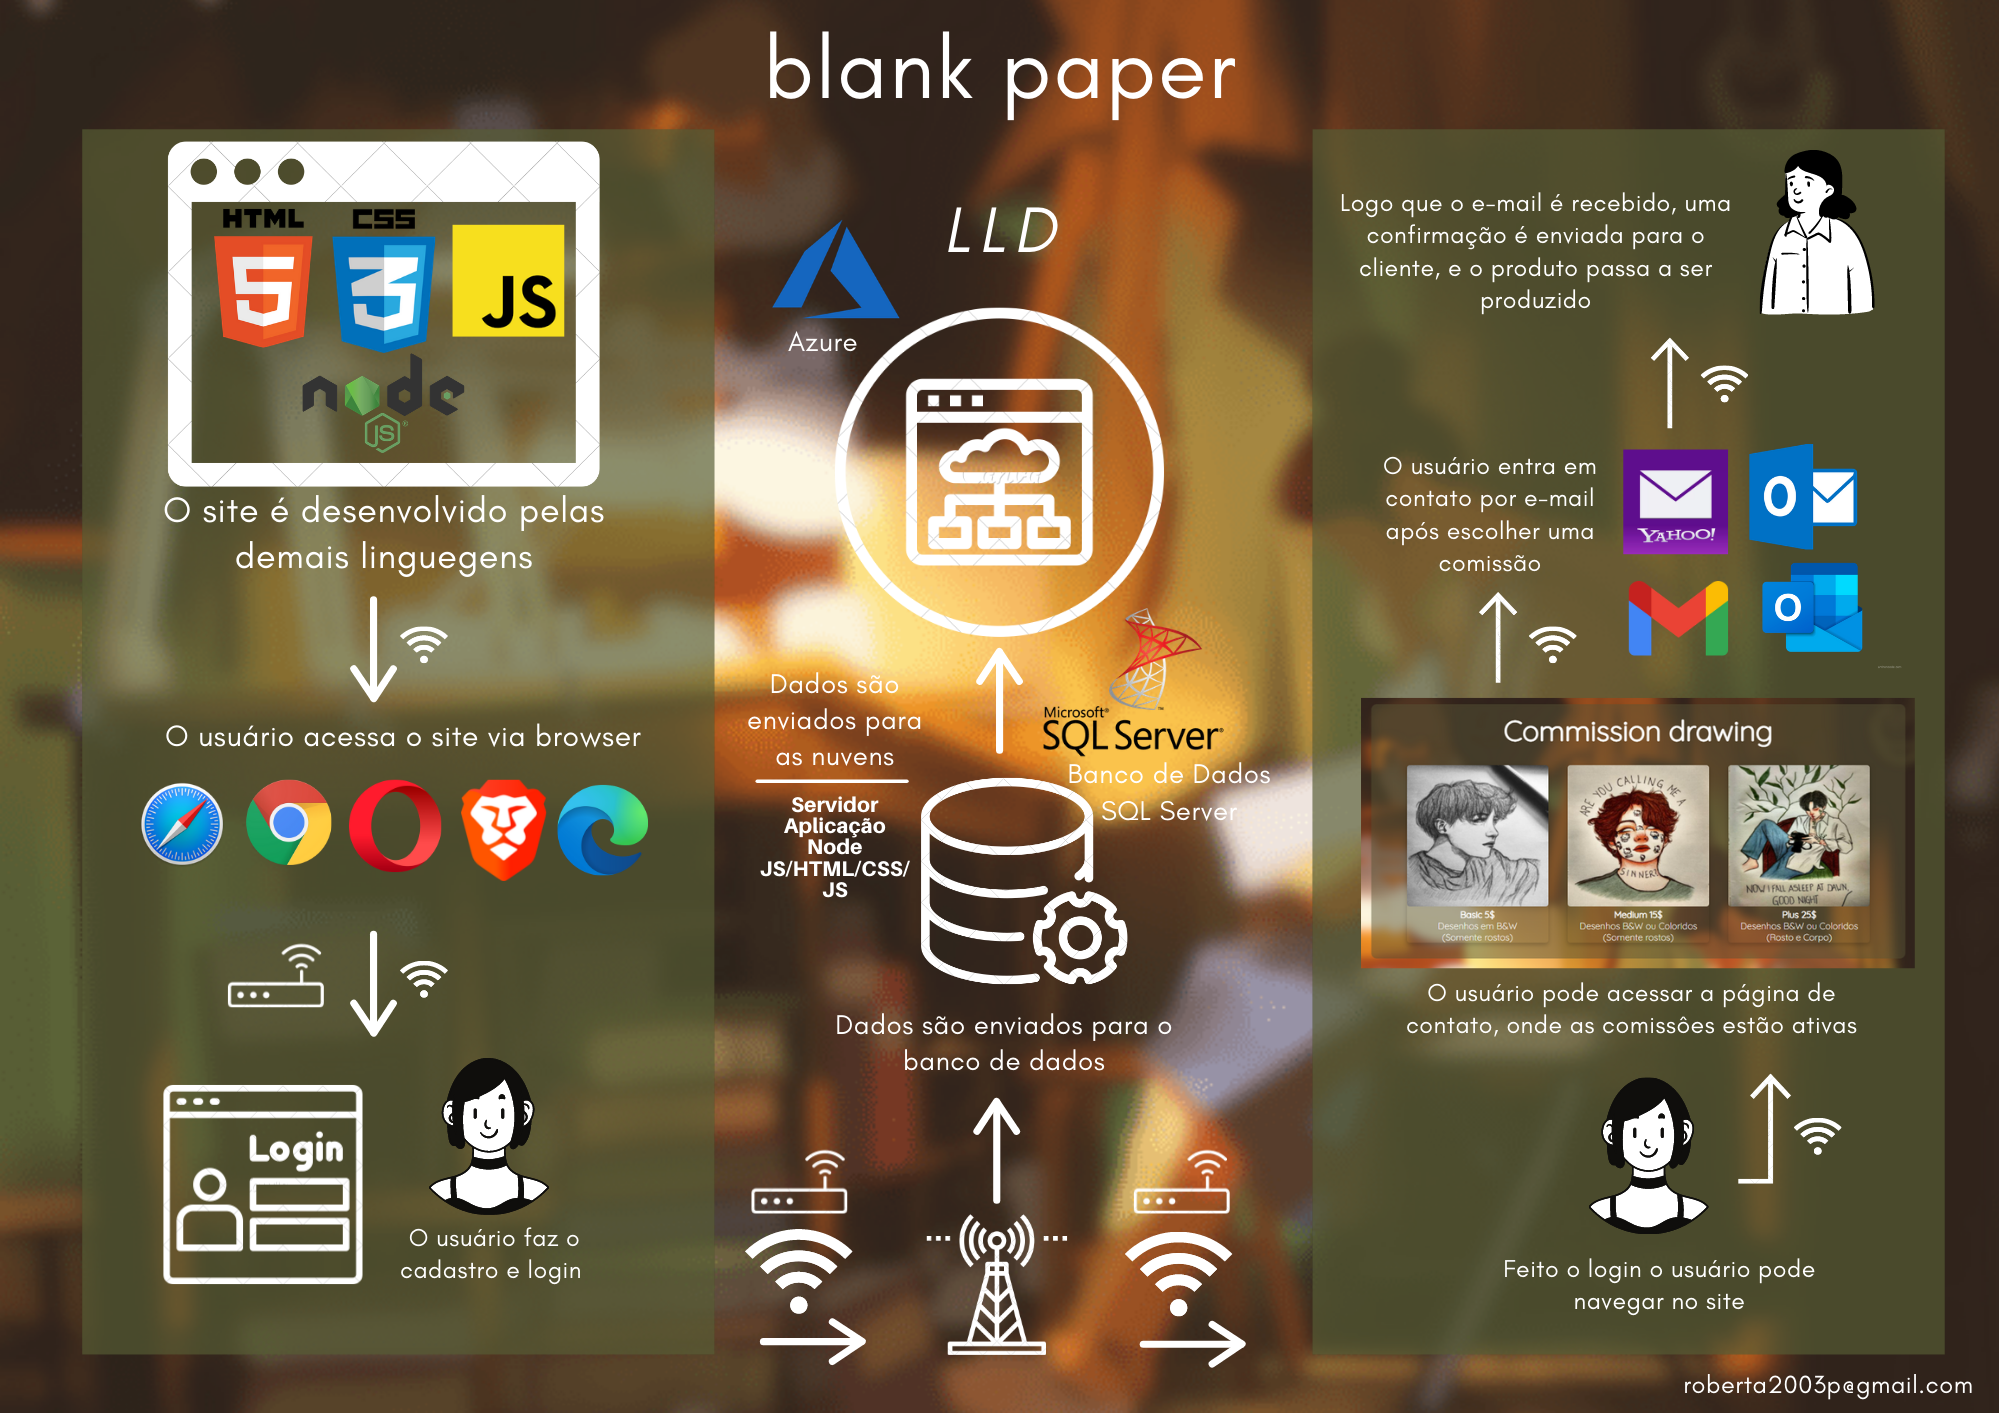 blank paper
HTML
CSS
5
3
JS
node
JS
O site é desenvolvido pelas
demais linguegens
O usuário acessa o site via browser
Login
O usuário faz o
cadastro e login
LLD
Azure
Dados são
enviados para
as nuvens
Servidor
Aplicação
Node
JS/HTML/CSS/
JS
Microsoft
SQL Server
Banco de Dados
SQL Server
Dados são enviados para o
banco de dados
Logo que o e-mail é recebido, uma
confirmação é enviada para o
cliente, e o produto passa a ser
produzido
O usuário entra em
contato por e-mail
após escolher uma
comissão
YAHOO!
O
O
Commission drawing
ARE YOU CALLING ME A
SINNER?
NOW I FALL ASLEEP AT DAWN
GOOD NIGHT
Basic 5$
Desenhos em B&W
(Somente rostos)
Medium 15$
Desenhos B&W ou Coloridos
(Somente rostos)
Plus 25$
Desenhos B&W ou Coloridos
(Rosto e Corpo)
O usuário pode acessar a página de
contato, onde as comissões estão ativas
Feito o login o usuário pode
navegar no site
roberta2003p@gmail.com